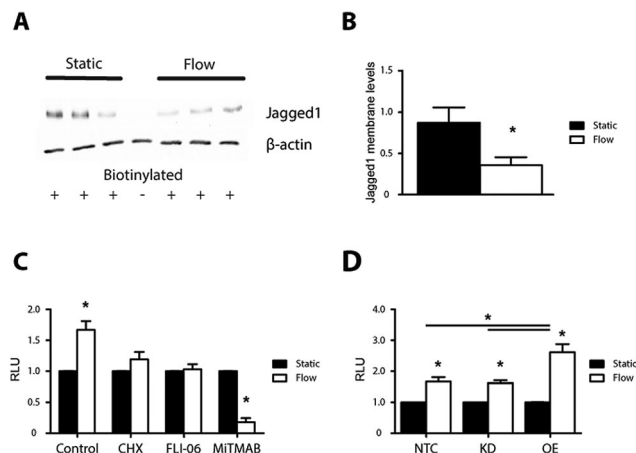 A
Static Flow
Jagged1
β-actin
Biotinylated
+ + + - + + +
B
Jagged1 membrane levels
1.5
1.0
0.5
0.0
*
Static
Flow
C
RLU
2.0
1.5
1.0
0.5
0
* *
Static
Flow
Control CHX FLI-06 MiTMAB
D
RLU
4.0
3.0
2.0
1.0
0.0
*
* * *
Static
Flow
NTC KD OE